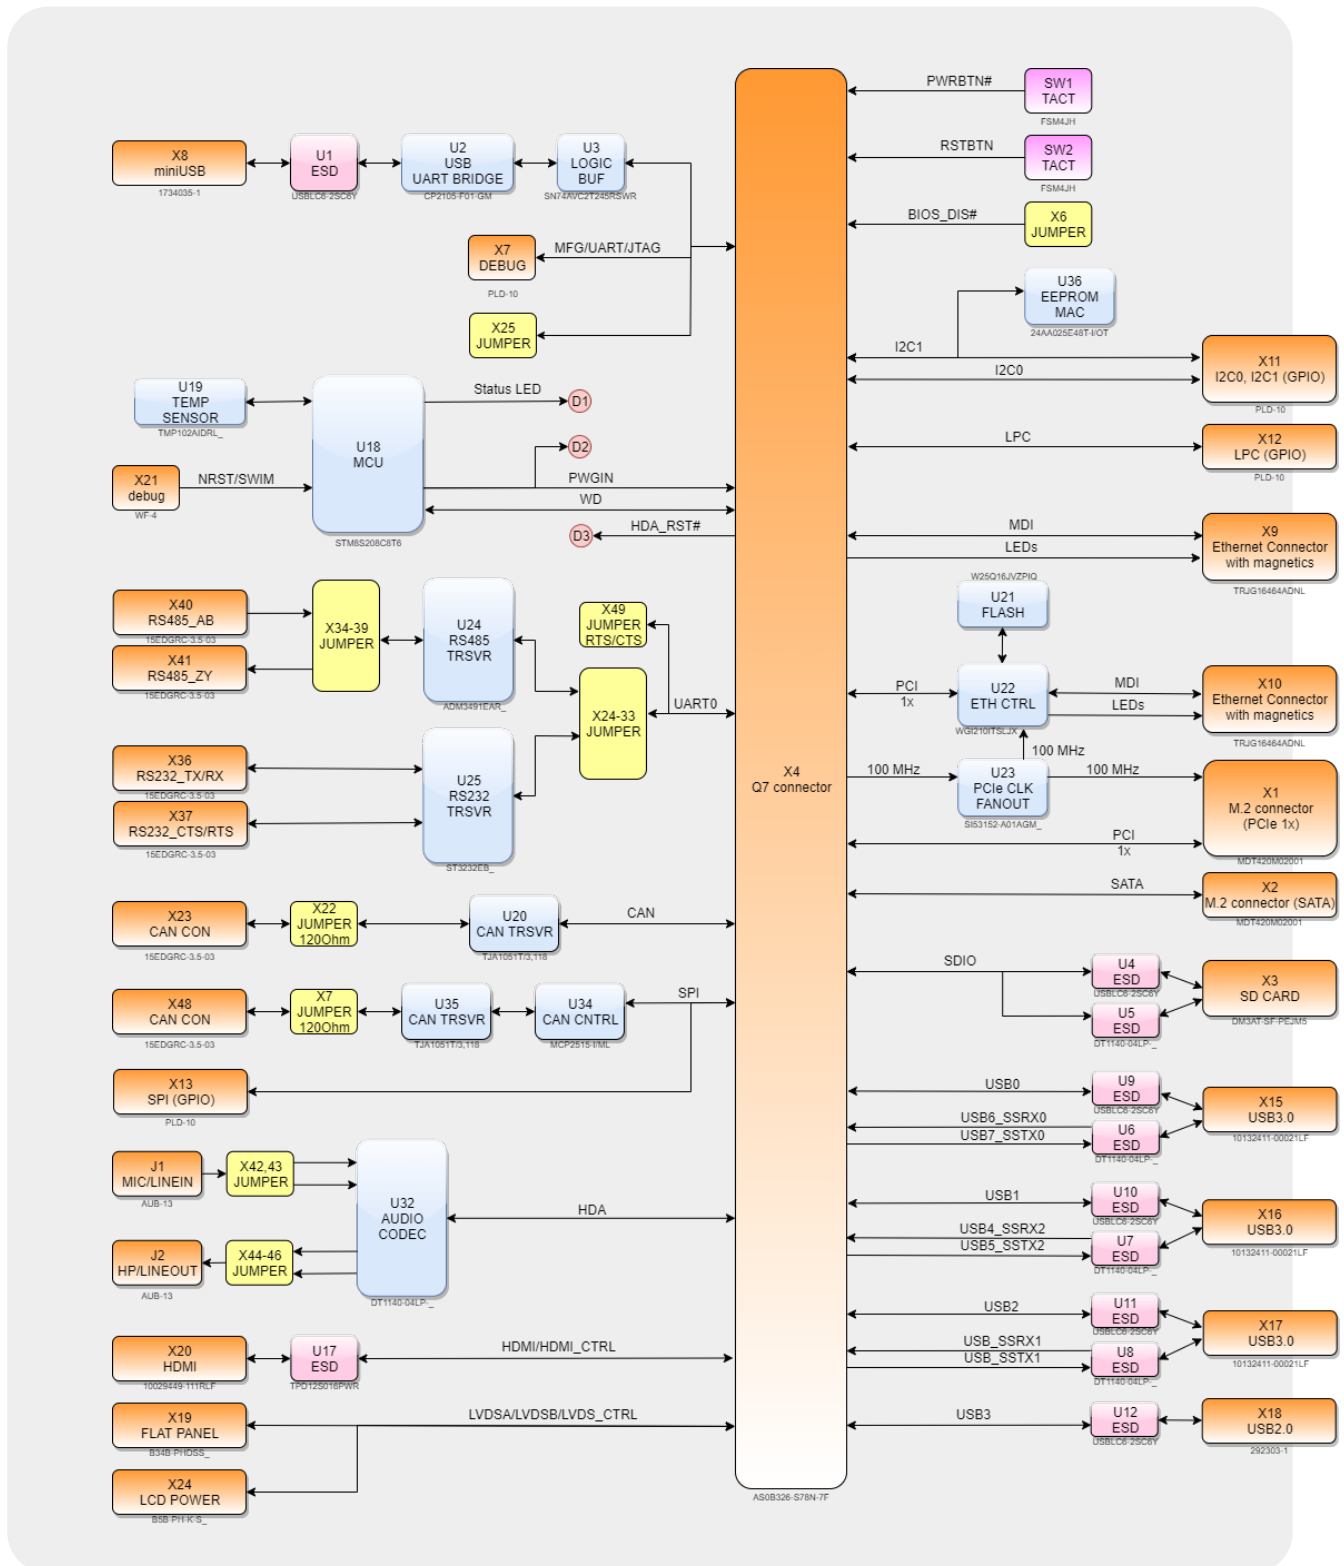 PWRBTN#
SW1
TACT
FSM4JH
RSTBTN
SW2
TACT
FSM4JH
BIOS_DIS#
X6
JUMPER
X8
miniUSB
1734035-1
U1
ESD
USBLC6-2SC6Y
U2
USB
UART BRIDGE
CP2105-F01-GM
U3
LOGIC
BUF
SN74AVC2T245RSWR
X7
DEBUG
PLD-10
MFG/UART/JTAG
X25
JUMPER
U36
EEPROM
MAC
24AA025E48T-I/OT
I2C1
I2C0
X11
I2C0, I2C1 (GPIO)
PLD-10
U19
TEMP
SENSOR
TMP102AIDRL_
U18
MCU
STM8S208C8T6
Status LED
D1
D2
PWGIN
WD
X21
debug
WF-4
NRST/SWIM
D3
HDA_RST#
LPC
X12
LPC (GPIO)
PLD-10
MDI
LEDs
X9
Ethernet Connector
with magnetics
TRJG16464ADNL
X40
RS485_AB
15EDGRC-3.5-03
X41
RS485_ZY
15EDGRC-3.5-03
X34-39
JUMPER
U24
RS485
TRSVR
ADM3491EAR_
X49
JUMPER
RTS/CTS
X24-33
JUMPER
UART0
X36
RS232_TX/RX
15EDGRC-3.5-03
X37
RS232_CTS/RTS
15EDGRC-3.5-03
U25
RS232
TRSVR
ST3232EB_
X4
Q7 connector
AS0B326-S78N-7F
W25Q16JVZPIQ
U21
FLASH
PCI
1x
U22
ETH CTRL
WGI210ITSLJX
MDI
LEDs
X10
Ethernet Connector
with magnetics
TRJG16464ADNL
100 MHz
100 MHz
U23
PCIe CLK
FANOUT
SI53152-A01AGM_
100 MHz
X1
M.2 connector
(PCIe 1x)
MDT420M02001
PCI
1x
SATA
X2
M.2 connector (SATA)
MDT420M02001
X23
CAN CON
15EDGRC-3.5-03
X22
JUMPER
120Ohm
U20
CAN TRSVR
TJA1051T/3,118
CAN
X48
CAN CON
15EDGRC-3.5-03
X7
JUMPER
120Ohm
U35
CAN TRSVR
TJA1051T/3,118
U34
CAN CNTRL
MCP2515-I/ML
SPI
X13
SPI (GPIO)
PLD-10
SDIO
U4
ESD
USBLC6-2SC6Y
U5
ESD
DT1140-04LP-_
X3
SD CARD
DM3AT-SF-PEJM5
USB0
U9
ESD
USBLC6-2SC6Y
USB6_SSRX0
USB7_SSTX0
U6
ESD
DT1140-04LP-_
X15
USB3.0
10132411-00021LF
J1
MIC/LINEIN
AUB-13
X42,43
JUMPER
U32
AUDIO
CODEC
DT1140-04LP-_
HDA
J2
HP/LINEOUT
AUB-13
X44-46
JUMPER
USB1
U10
ESD
USBLC6-2SC6Y
USB4_SSRX2
USB5_SSTX2
U7
ESD
DT1140-04LP-_
X16
USB3.0
10132411-00021LF
USB2
U11
ESD
USBLC6-2SC6Y
USB_SSRX1
USB_SSTX1
U8
ESD
DT1140-04LP-_
X17
USB3.0
10132411-00021LF
X20
HDMI
10029449-111RLF
U17
ESD
TPD12S016PWR
HDMI/HDMI_CTRL
X19
FLAT PANEL
B34B-PHDSS_
LVDSA/LVDSB/LVDS_CTRL
X24
LCD POWER
B5B-PH-K-S_
USB3
U12
ESD
USBLC6-2SC6Y
X18
USB2.0
292303-1